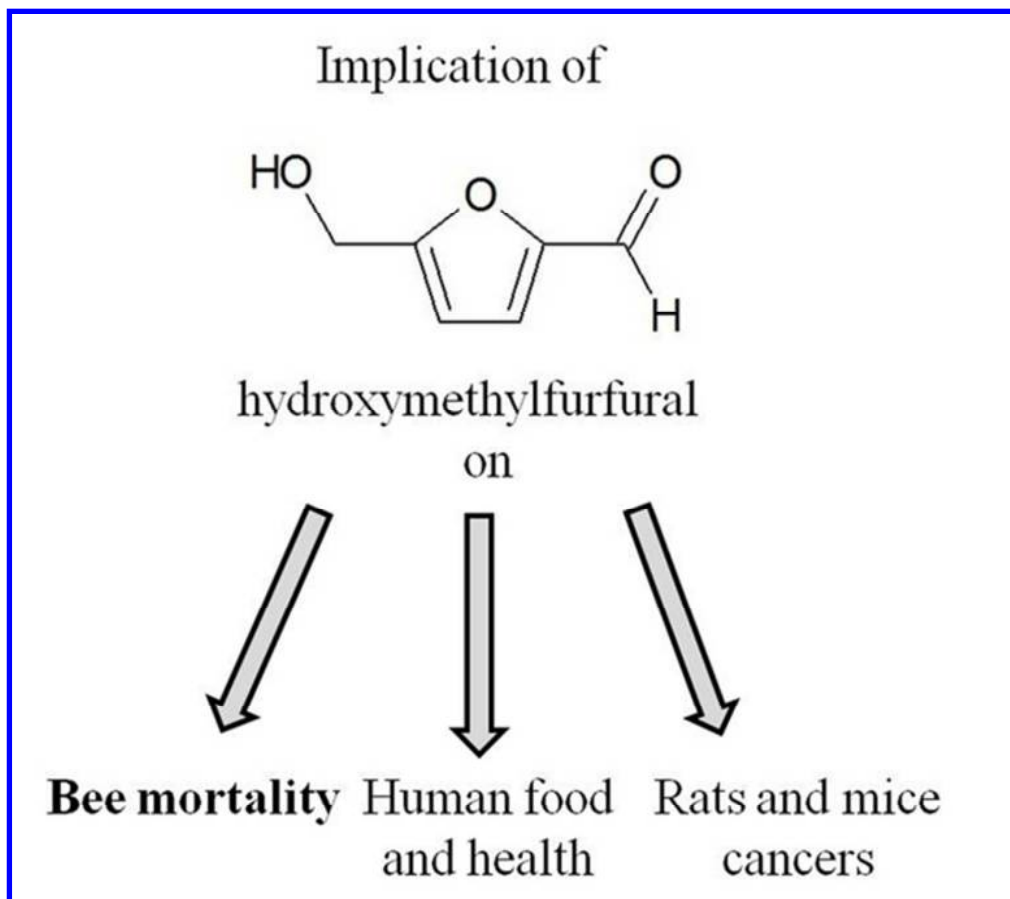 Implication of
HO
O
O
H
hydroxymethylfurfural
on
Bee mortality
Human food
and health
Rats and mice
cancers